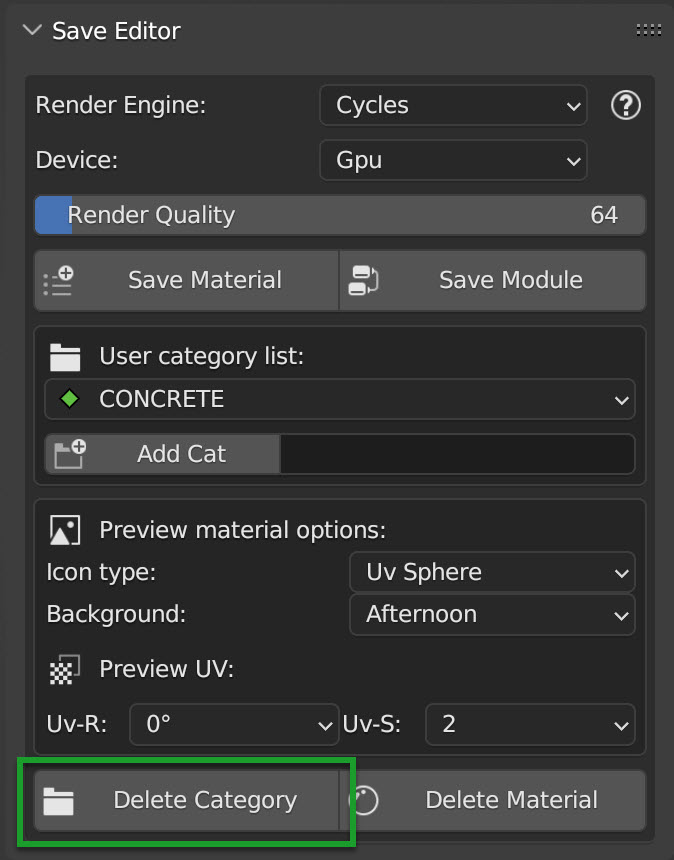 Save Editor
Render Engine: Cycles ?
Device: Gpu
Render Quality 64
Save Material Save Module
User category list:
CONCRETE
Add Cat
Preview material options:
Icon type: Uv Sphere
Background: Afternoon
Preview UV:
Uv-R: 0° Uv-S: 2
Delete Category Delete Material